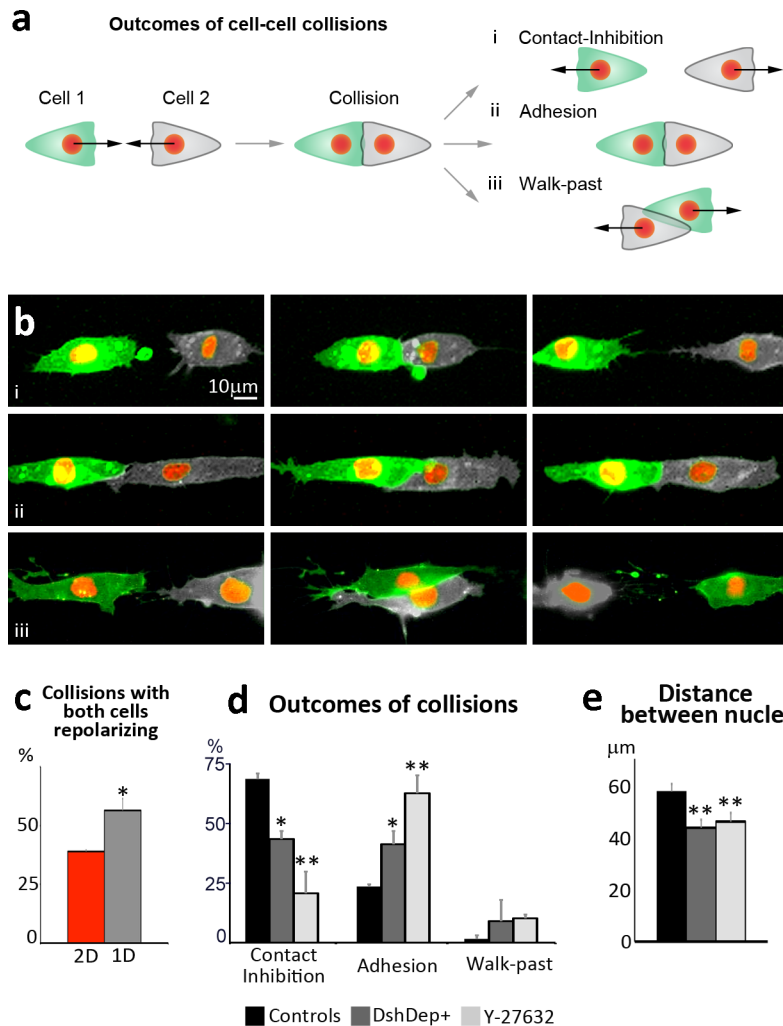 a
Outcomes of cell-cell collisions
Cell 1
Cell 2
Collision
i Contact-Inhibition
ii Adhesion
iii Walk-past
b
10µm
i
ii
iii
c
Collisions with
both cells
repolarizing
%
50
25
0
*
2D 1D
d
Outcomes of collisions
%
75
50
25
0
*
**
*
**
Contact
Inhibition
Adhesion
Walk-past
Controls DshDep+ Y-27632
e
Distance
between nucle
µm
60
40
20
0
** **